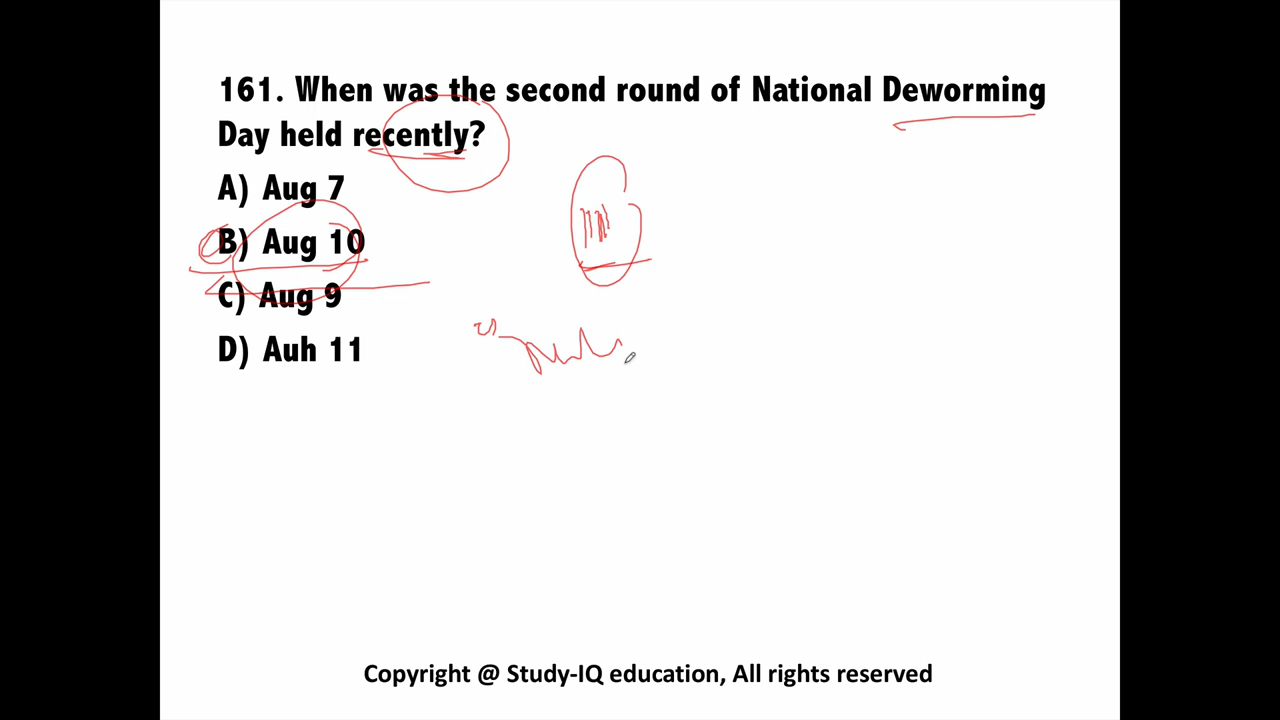 161. When was the second round of National Deworming
Day held recently?
A) Aug 7
B) Aug 10
C) Aug 9
D) Auh 11
Copyright @ Study-IQ education, All rights reserved